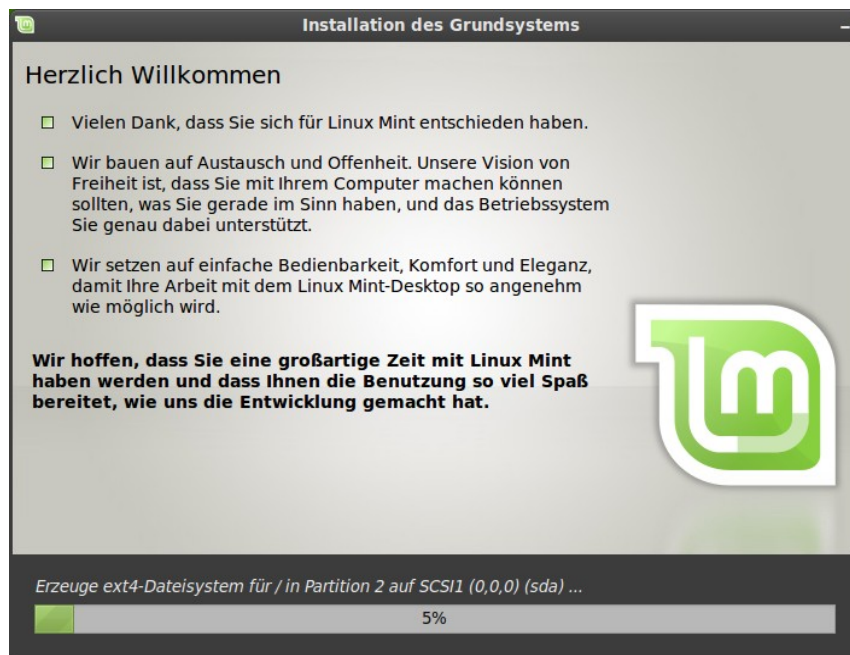 Installation des Grundsystems
Herzlich Willkommen
Vielen Dank, dass Sie sich für Linux Mint entschieden haben.
Wir bauen auf Austausch und Offenheit. Unsere Vision von
Freiheit ist, dass Sie mit Ihrem Computer machen können
sollten, was Sie gerade im Sinn haben, und das Betriebssystem
Sie genau dabei unterstützt.
Wir setzen auf einfache Bedienbarkeit, Komfort und Eleganz,
damit Ihre Arbeit mit dem Linux Mint-Desktop so angenehm
wie möglich wird.
Wir hoffen, dass Sie eine großartige Zeit mit Linux Mint
haben werden und dass Ihnen die Benutzung so viel Spaß
bereitet, wie uns die Entwicklung gemacht hat.
Erzeuge ext4-Dateisystem für / in Partition 2 auf SCSI1 (0,0,0) (sda) ...
5%